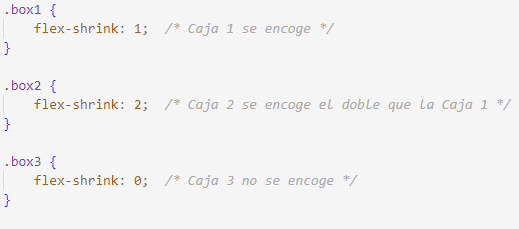 .box1 {
    flex-shrink: 1;  /* Caja 1 se encoge */
}
.box2 {
    flex-shrink: 2;  /* Caja 2 se encoge el doble que la Caja 1 */
}
.box3 {
    flex-shrink: 0;  /* Caja 3 no se encoge */
}